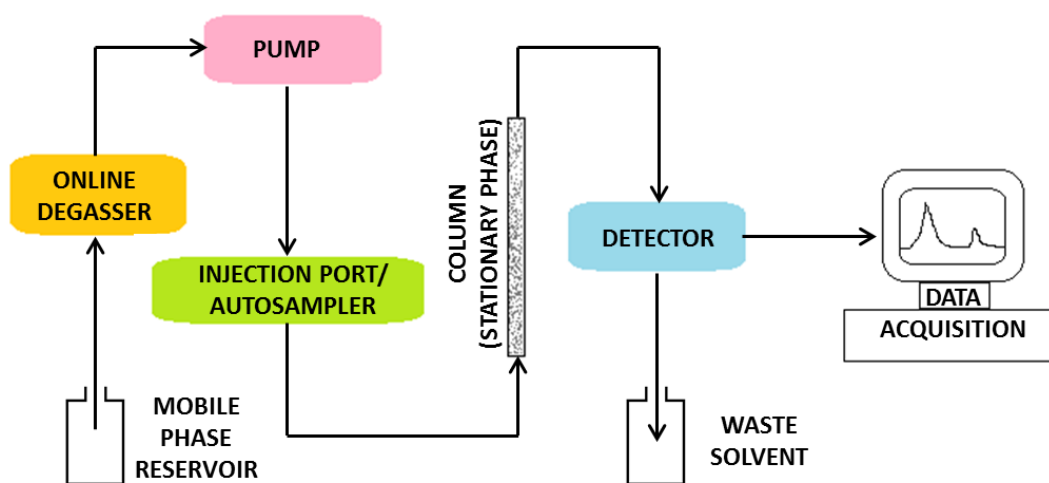 PUMP
ONLINE
DEGASSER
INJECTION PORT/
AUTOSAMPLER
MOBILE
PHASE
RESERVOIR
COLUMN
(STATIONARY PHASE)
DETECTOR
WASTE
SOLVENT
DATA
ACQUISITION